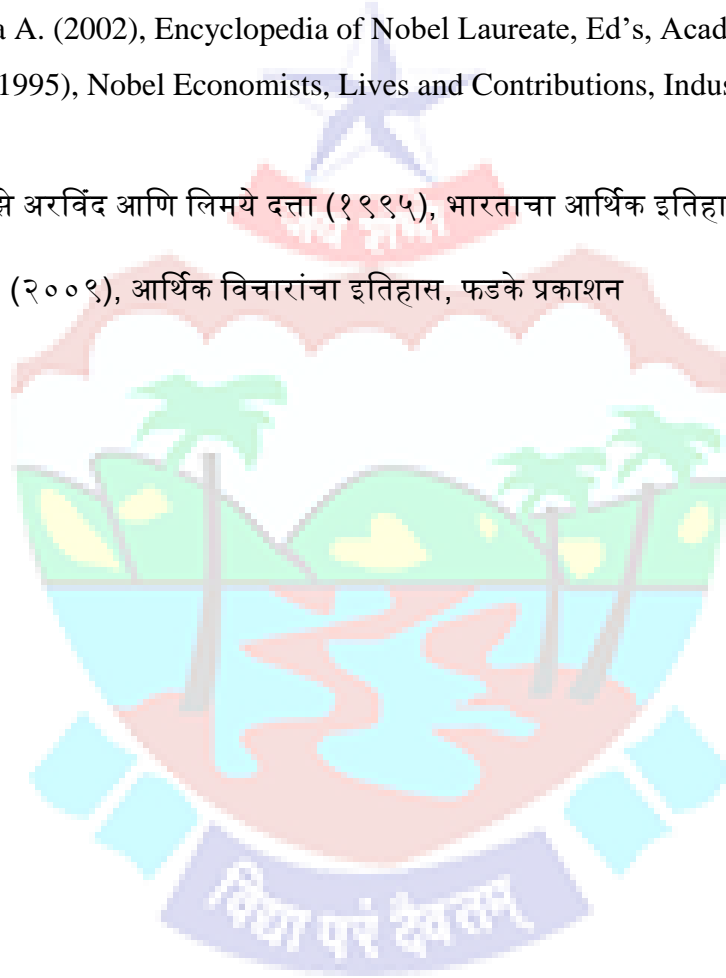 a A. (2002), Encyclopedia of Nobel Laureate, Ed's, Acad
1995), Nobel Economists, Lives and Contributions, Indus
झे अरविंद आणि लिमये दत्ता (१९९५), भारताचा आर्थिक इतिहा
(२००९), आर्थिक विचारांचा इतिहास, फडके प्रकाशन
विद्या परं दैवतम्